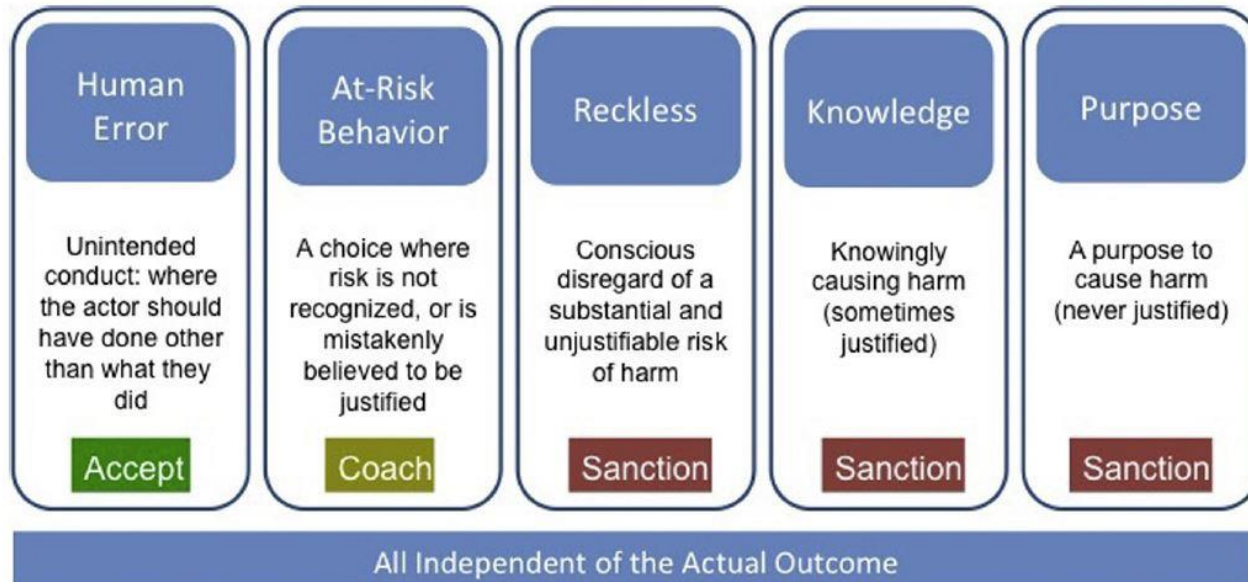 Human
Error
Unintended
conduct: where
the actor should
have done other
than what they
did
Accept
At-Risk
Behavior
A choice where
risk is not
recognized, or is
mistakenly
believed to be
justified
Coach
Reckless
Conscious
disregard of a
substantial and
unjustifiable risk
of harm
Sanction
Knowledge
Knowingly
causing harm
(sometimes
justified)
Sanction
Purpose
A purpose to
cause harm
(never justified)
Sanction
All Independent of the Actual Outcome